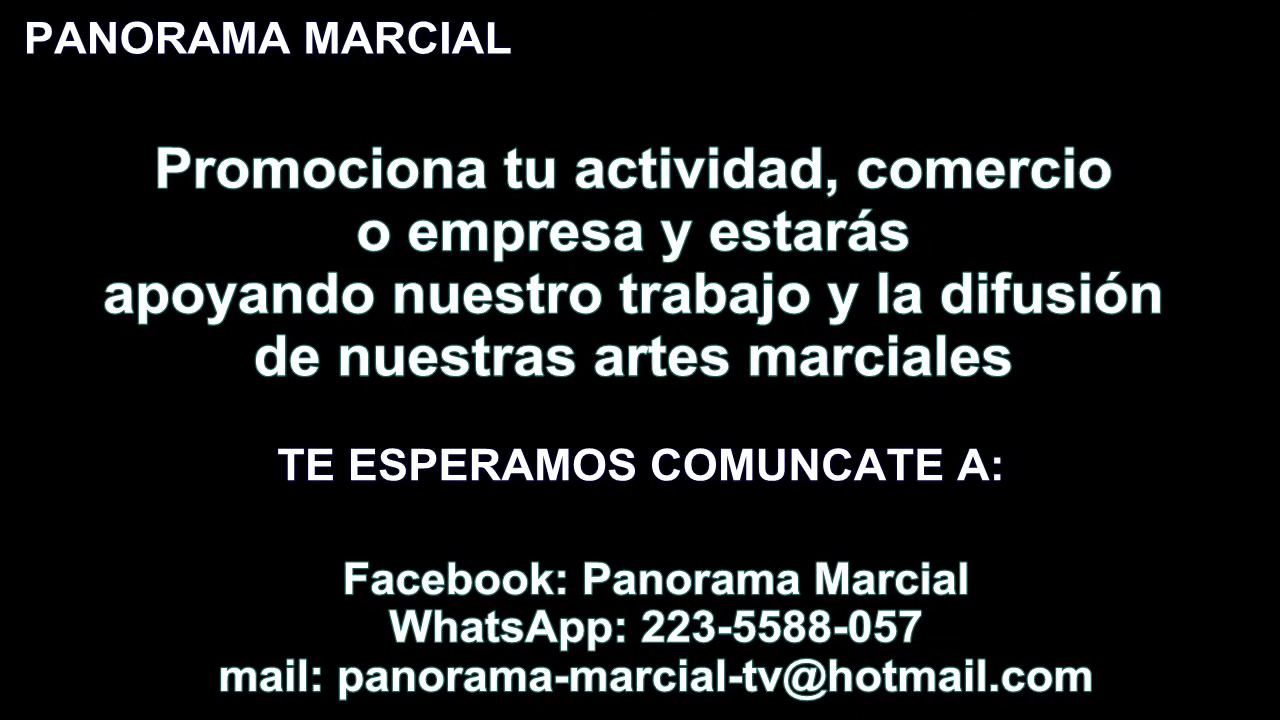 PANORAMA MARCIAL
Promociona tu actividad, comercio
o empresa y estarás
apoyando nuestro trabajo y la difusión
de nuestras artes marciales
TE ESPERAMOS COMUNCATE A:
Facebook: Panorama Marcial
WhatsApp: 223-5588-057
mail: panorama-marcial-tv@hotmail.com